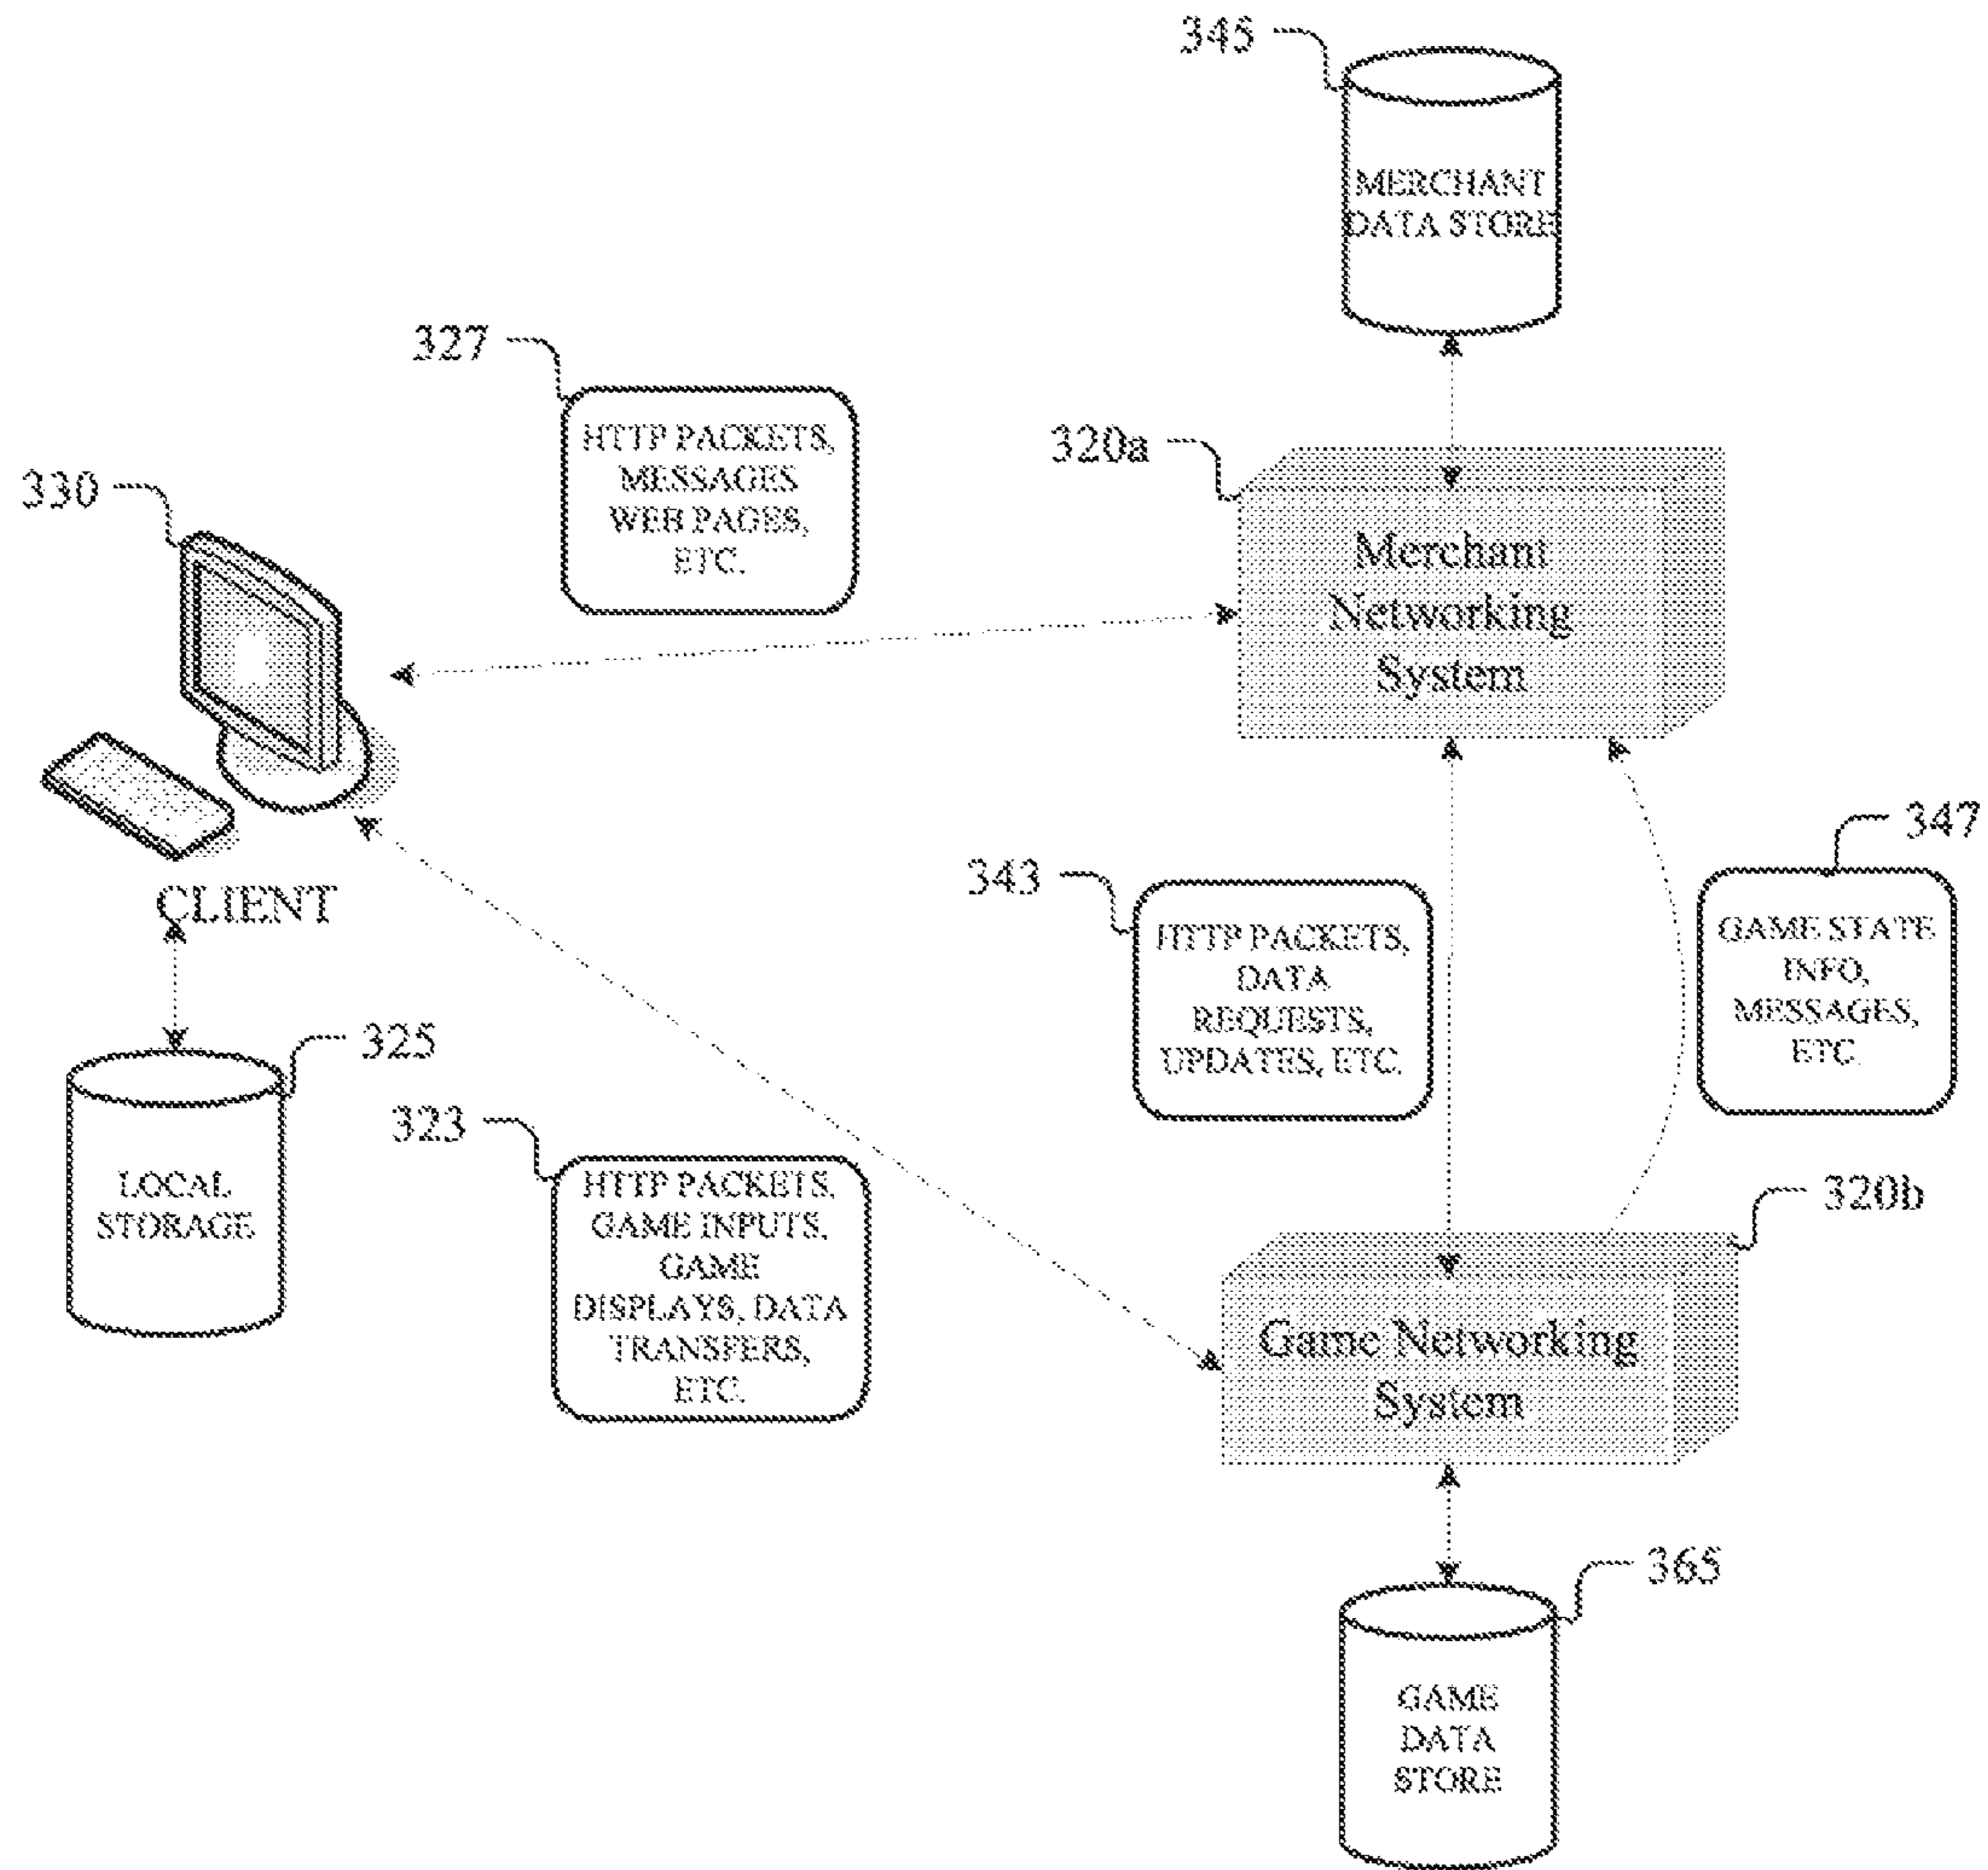 345
MERCHANT
DATA STORE
327
HTTP PACKETS,
MESSAGES
WEB PAGES,
ETC.
320a
Merchant
Networking
System
330
CLIENT
347
GAME STATE
INFO,
MESSAGES,
ETC.
343
HTTP PACKETS,
DATA
REQUESTS,
UPDATES, ETC.
325
LOCAL
STORAGE
323
HTTP PACKETS,
GAME INPUTS,
GAME
DISPLAYS, DATA
TRANSFERS,
ETC.
320b
Game Networking
System
365
GAME
DATA
STORE